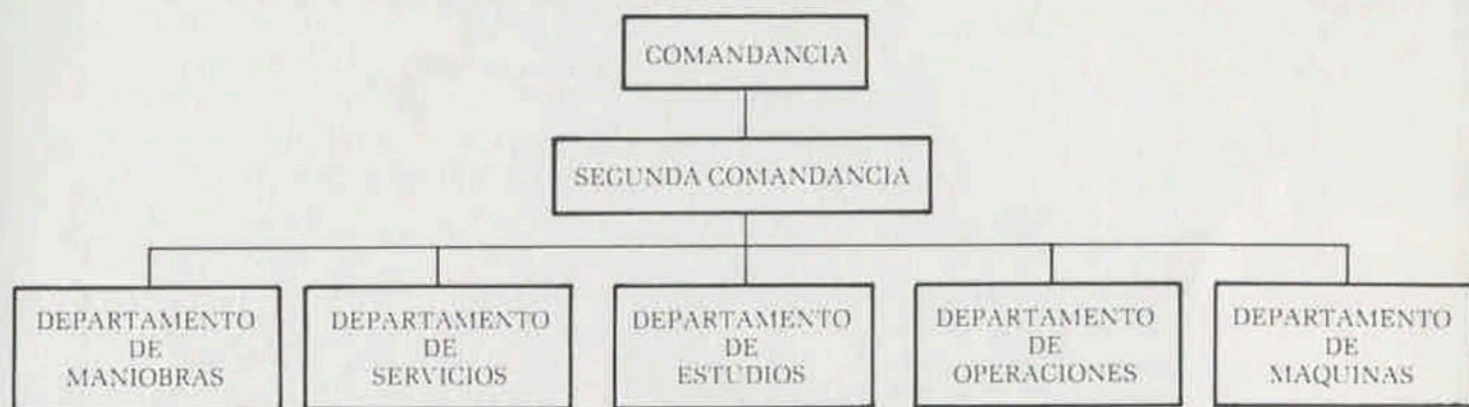 COMANDANCIA
SEGUNDA COMANDANCIA
DEPARTAMENTO
DE
MANIOBRAS
DEPARTAMENTO
DE
SERVICIOS
DEPARTAMENTO
DE
ESTUDIOS
DEPARTAMENTO
DE
OPERACIONES
DEPARTAMENTO
DE
MAQUINAS